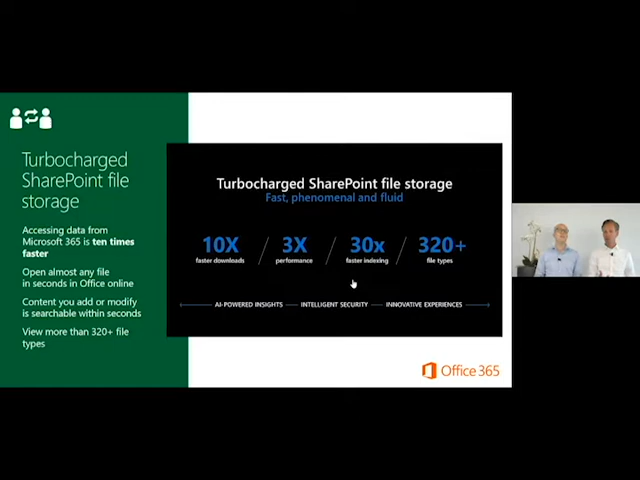 Turbocharged
SharePoint file
storage
Accessing data from
Microsoft 365 is ten times
faster
Open almost any file
in seconds in Office online
Content you add or modify
is searchable within seconds
View more than 320+ file
types
Turbocharged SharePoint file storage
Fast, phenomenal and fluid
10X
faster downloads
3X
performance
30x
faster indexing
320+
file types
AI-POWERED INSIGHTS
INTELLIGENT SECURITY
INNOVATIVE EXPERIENCES
Office 365